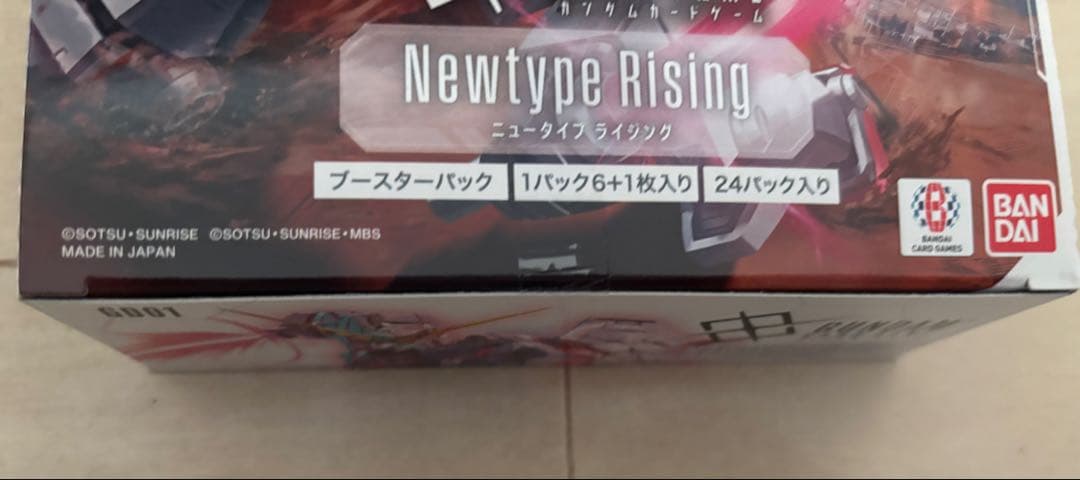 ガンダムカードゲーム
Newtype Rising
ニュータイプ ライジング
ブースターパック 1パック6+1枚入り 24パック入り
©SOTSU・SUNRISE ©SOTSU・SUNRISE・MBS
MADE IN JAPAN
BANDAI
CARD GAMES
BAN
DAI
GD01
GUNDAM